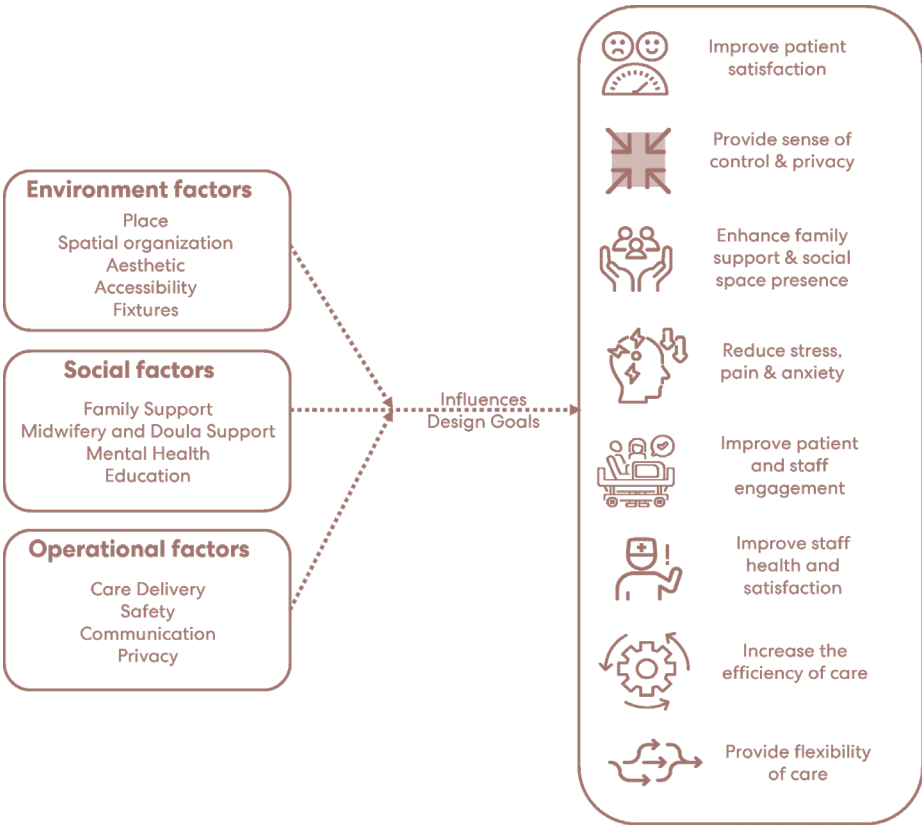 Environment factors
Place
Spatial organization
Aesthetic
Accessibility
Fixtures
Social factors
Family Support
Midwifery and Doula Support
Mental Health
Education
Operational factors
Care Delivery
Safety
Communication
Privacy
Influences
Design Goals
Improve patient
satisfaction
Provide sense of
control & privacy
Enhance family
support & social
space presence
Reduce stress,
pain & anxiety
Improve patient
and staff
engagement
Improve staff
health and
satisfaction
Increase the
efficiency of care
Provide flexibility
of care